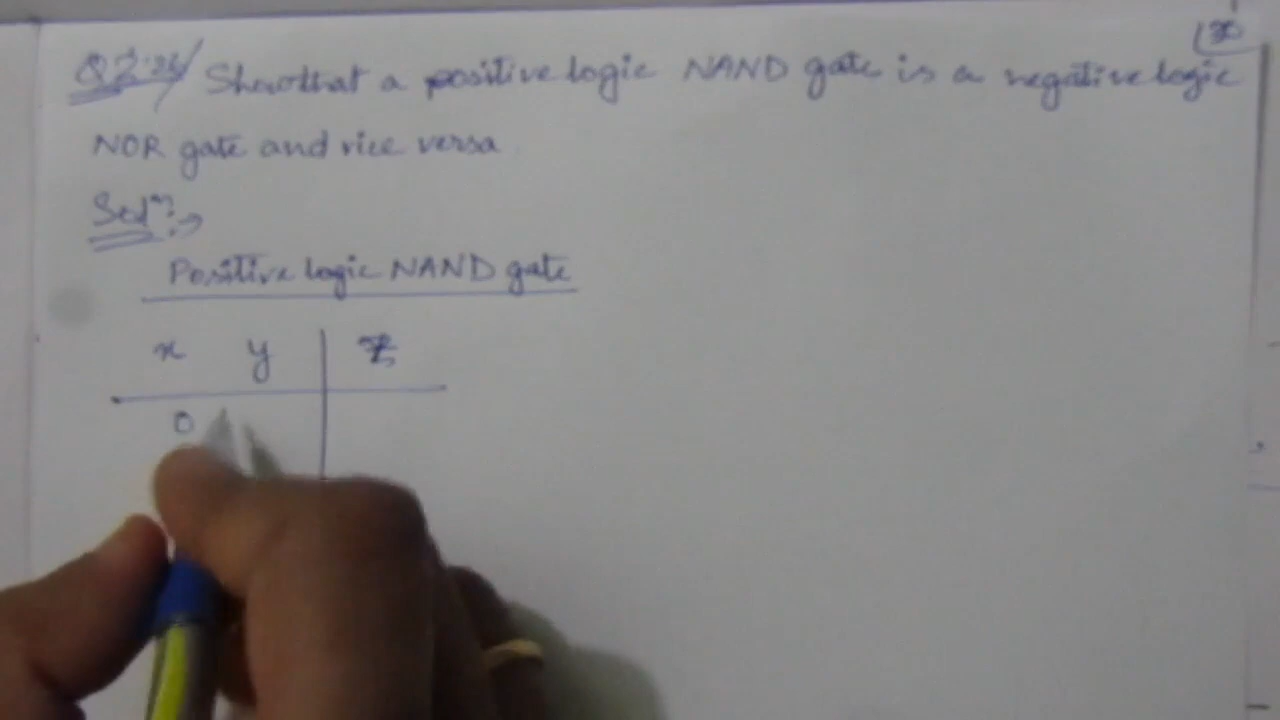 Q 2.26/ Show that a positive logic NAND gate is a negative logic
NOR gate and vice versa
Solⁿ:→
Positive logic NAND gate
x y z
0